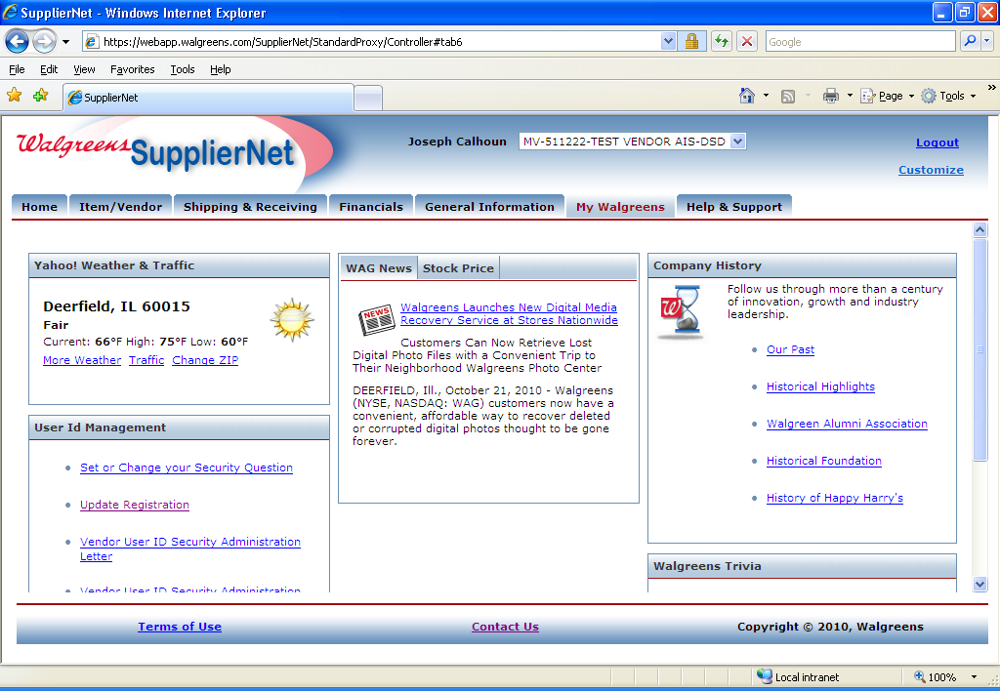 SupplierNet - Windows Internet Explorer
https://webapp.walgreens.com/SupplierNet/StandardProxy/Controller#tab6
Google
File Edit View Favorites Tools Help
SupplierNet
Page Tools »
Walgreens SupplierNet
Joseph Calhoun MV-511222-TEST VENDOR AIS-DSD
Logout
Customize
Home Item/Vendor Shipping & Receiving Financials General Information My Walgreens Help & Support
Yahoo! Weather & Traffic
Deerfield, IL 60015
Fair
Current: 66°F High: 75°F Low: 60°F
More Weather Traffic Change ZIP
User Id Management
Set or Change your Security Question
Update Registration
Vendor User ID Security Administration
Letter
Vendor User ID Security Administration
WAG News Stock Price
NEWS
Walgreens Launches New Digital Media
Recovery Service at Stores Nationwide
Customers Can Now Retrieve Lost
Digital Photo Files with a Convenient Trip to
Their Neighborhood Walgreens Photo Center
DEERFIELD, Ill., October 21, 2010 - Walgreens
(NYSE, NASDAQ: WAG) customers now have a
convenient, affordable way to recover deleted
or corrupted digital photos thought to be gone
forever.
Company History
W
Follow us through more than a century
of innovation, growth and industry
leadership.
Our Past
Historical Highlights
Walgreen Alumni Association
Historical Foundation
History of Happy Harry's
Walgreens Trivia
Terms of Use Contact Us Copyright © 2010, Walgreens
Local intranet 100%